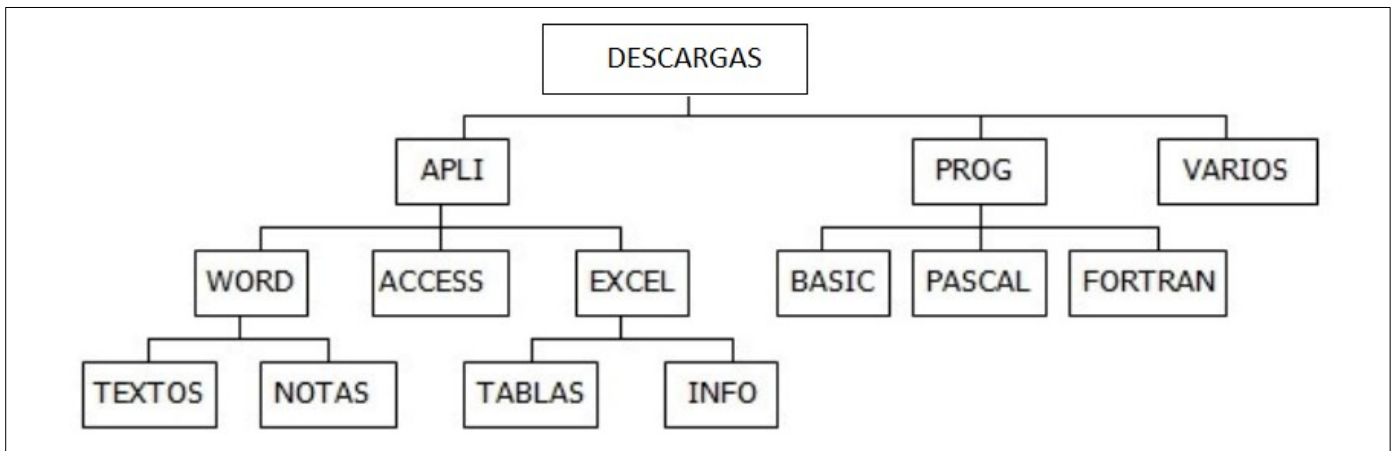 DESCARGAS
APLI PROG VARIOS
WORD ACCESS EXCEL BASIC PASCAL FORTRAN
TEXTOS NOTAS TABLAS INFO